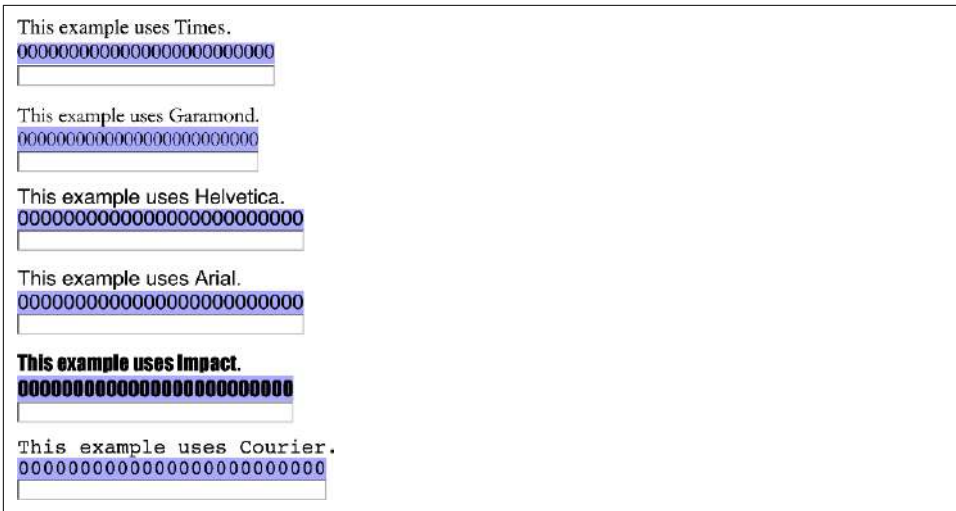 This example uses Times.
0000000000000000000000000
This example uses Garamond.
0000000000000000000000000
This example uses Helvetica.
0000000000000000000000000
This example uses Arial.
0000000000000000000000000
This example uses Impact.
0000000000000000000000000
This example uses Courier.
0000000000000000000000000